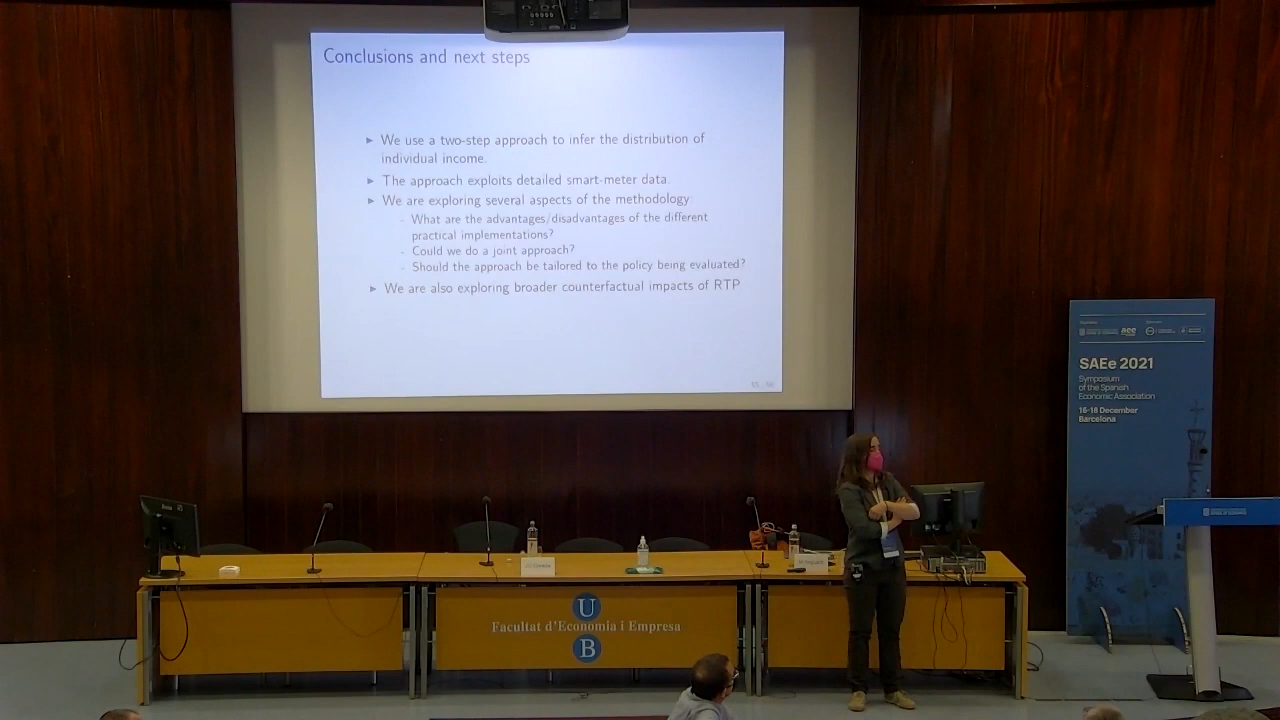 Conclusions and next steps
We use a two-step approach to infer the distribution of
individual income.
The approach exploits detailed smart-meter data.
We are exploring several aspects of the methodology
- What are the advantages/disadvantages of the different
practical implementations?
- Could we do a joint approach?
- Should the approach be tailored to the policy being evaluated?
We are also exploring broader counterfactual impacts of RTP
aee
SAEe 2021
Symposium
of the Spanish
Economic Association
16-18 December
Barcelona
U
Facultat d'Economia i Empresa
B